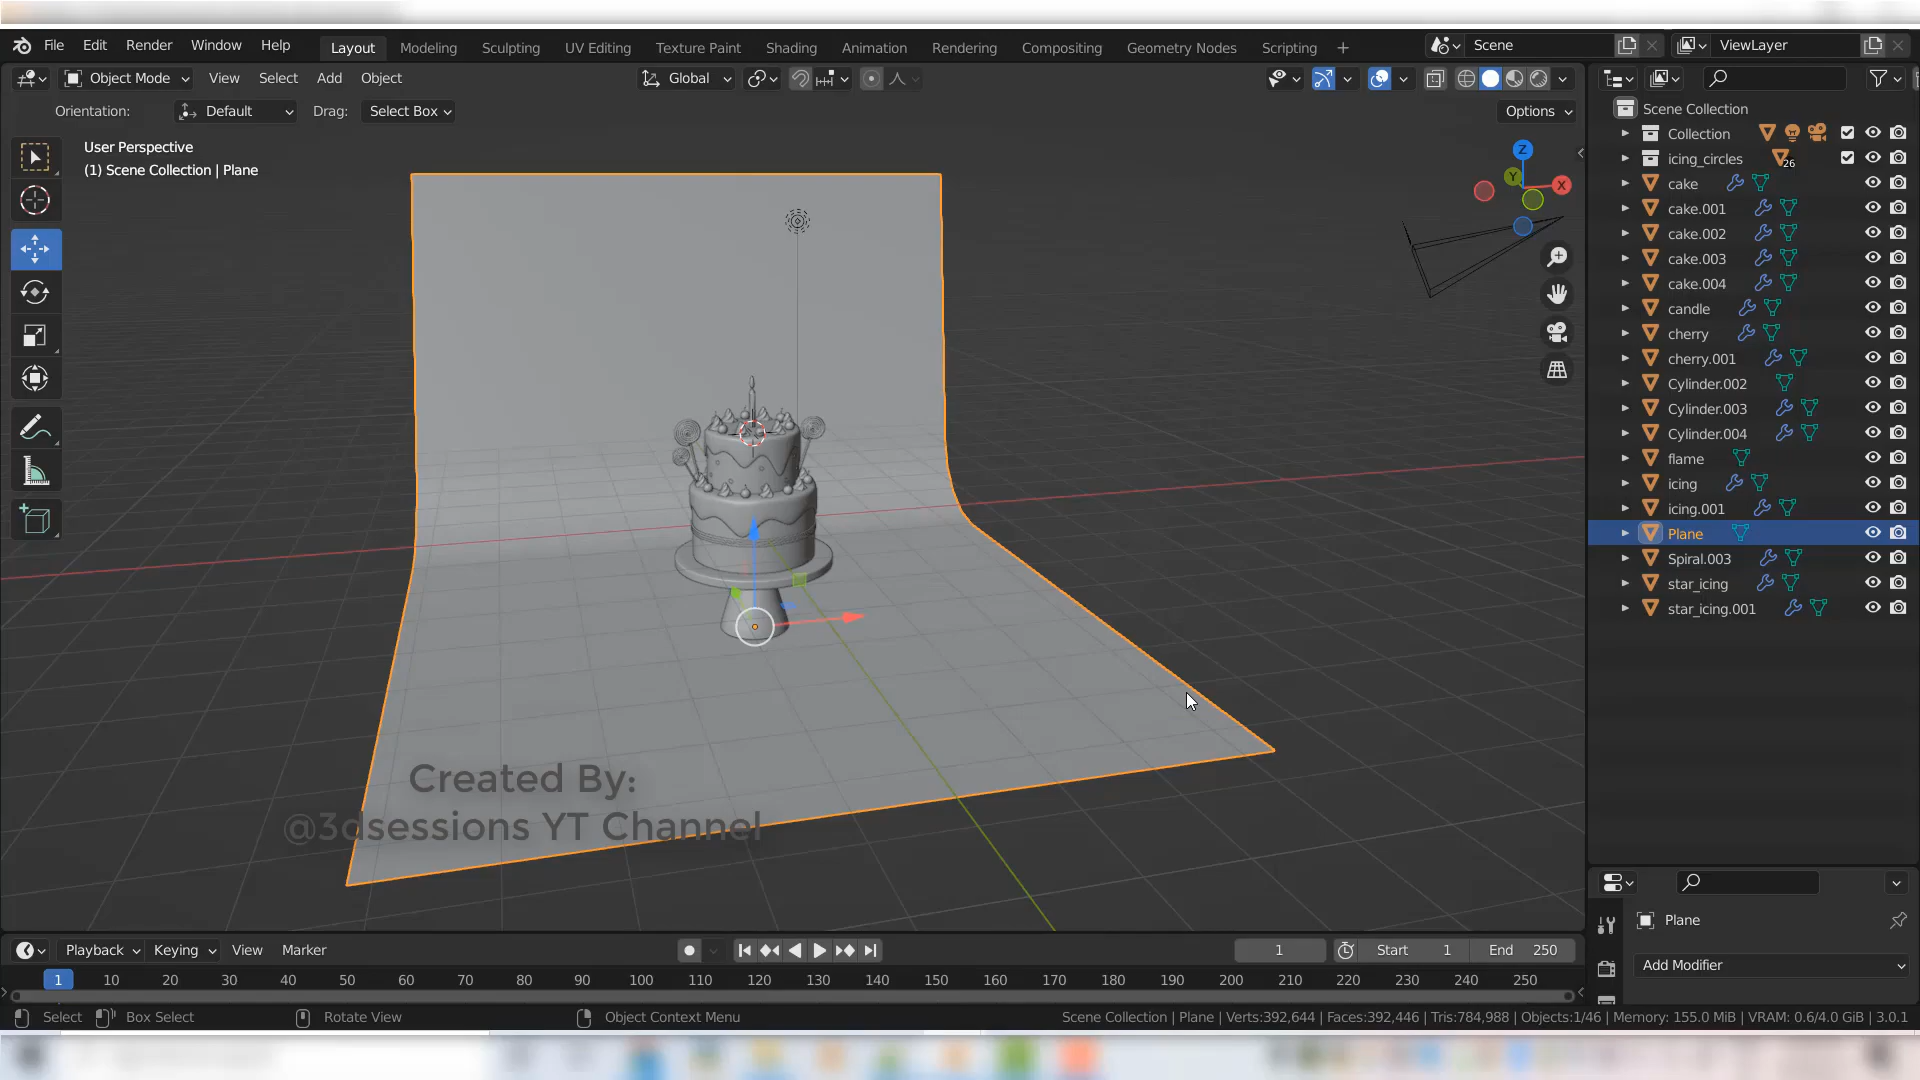 File Edit Render Window Help Layout Modeling Sculpting UV Editing Texture Paint Shading Animation Rendering Compositing Geometry Nodes Scripting + Scene ViewLayer
Object Mode View Select Add Object Global
Orientation: Default Drag: Select Box Options
User Perspective
(1) Scene Collection | Plane
Z
Y
X
Scene Collection
Collection
icing_circles 26
cake
cake.001
cake.002
cake.003
cake.004
candle
cherry
cherry.001
Cylinder.002
Cylinder.003
Cylinder.004
flame
icing
icing.001
Plane
Spiral.003
star_icing
star_icing.001
Created By:
@3dsessions YT Channel
Plane
Add Modifier
Playback Keying View Marker 1 Start 1 End 250
1 10 20 30 40 50 60 70 80 90 100 110 120 130 140 150 160 170 180 190 200 210 220 230 240 250
Select Box Select Rotate View Object Context Menu Scene Collection | Plane | Verts:392,644 | Faces:392,446 | Tris:784,988 | Objects:1/46 | Memory: 155.0 MiB | VRAM: 0.6/4.0 GiB | 3.0.1